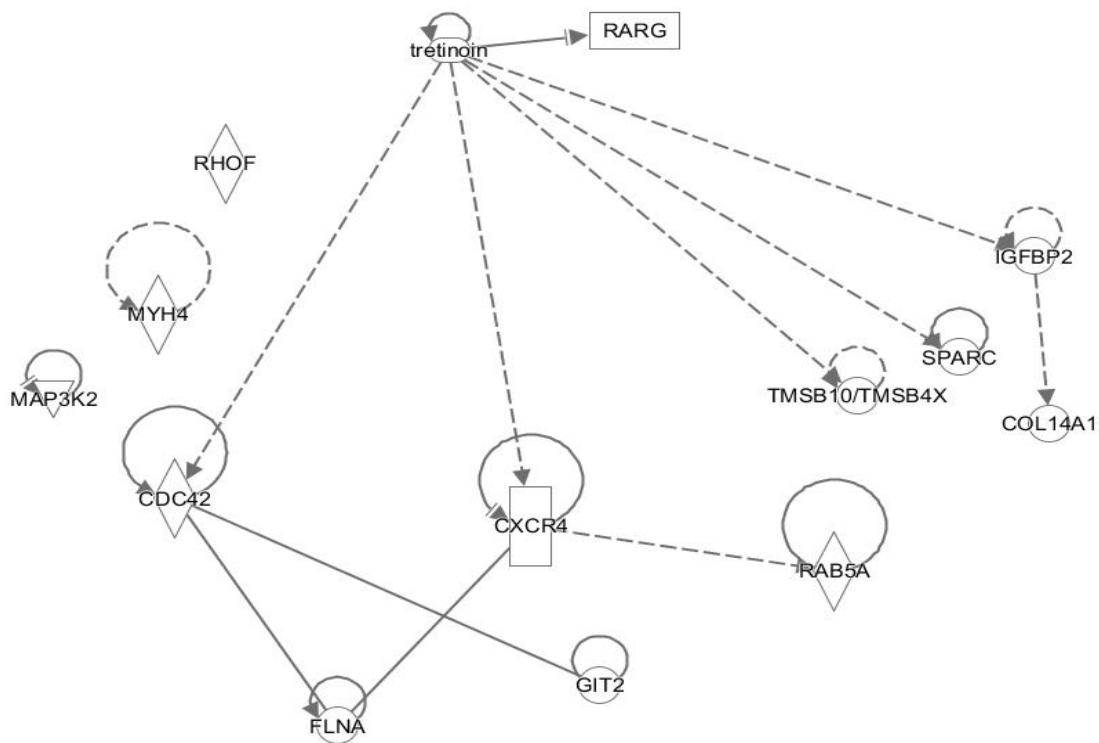 RARG
tretinoin
RHOF
IGFBP2
MYH4
SPARC
TMSB10/TMSB4X
MAP3K2
COL14A1
CDC42
CXCR4
RAB5A
GIT2
FLNA